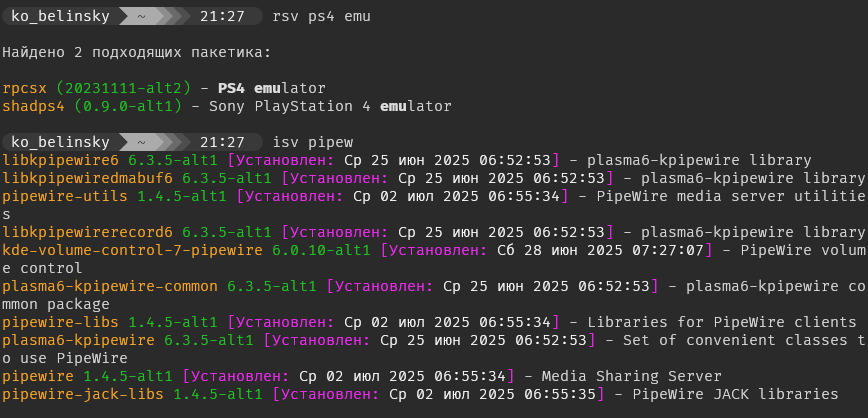 ko_belinsky ~ 21:27 rsv ps4 emu
Найдено 2 подходящих пакетика:
rpcsx (20231111-alt2) - PS4 emulator
shadps4 (0.9.0-alt1) - Sony PlayStation 4 emulator
ko_belinsky ~ 21:27 isv pipew
libkpipewire6 6.3.5-alt1 [Установлен: Ср 25 июн 2025 06:52:53] - plasma6-kpipewire library
libkpipewiredmabuf6 6.3.5-alt1 [Установлен: Ср 25 июн 2025 06:52:53] - plasma6-kpipewire library
pipewire-utils 1.4.5-alt1 [Установлен: Ср 02 июл 2025 06:55:34] - PipeWire media server utilitie
s
libkpipewirerecord6 6.3.5-alt1 [Установлен: Ср 25 июн 2025 06:52:53] - plasma6-kpipewire library
kde-volume-control-7-pipewire 6.0.10-alt1 [Установлен: Сб 28 июн 2025 07:27:07] - PipeWire volum
e control
plasma6-kpipewire-common 6.3.5-alt1 [Установлен: Ср 25 июн 2025 06:52:53] - plasma6-kpipewire co
mmon package
pipewire-libs 1.4.5-alt1 [Установлен: Ср 02 июл 2025 06:55:34] - Libraries for PipeWire clients
plasma6-kpipewire 6.3.5-alt1 [Установлен: Ср 25 июн 2025 06:52:53] - Set of convenient classes t
o use PipeWire
pipewire 1.4.5-alt1 [Установлен: Ср 02 июл 2025 06:55:34] - Media Sharing Server
pipewire-jack-libs 1.4.5-alt1 [Установлен: Ср 02 июл 2025 06:55:35] - PipeWire JACK libraries